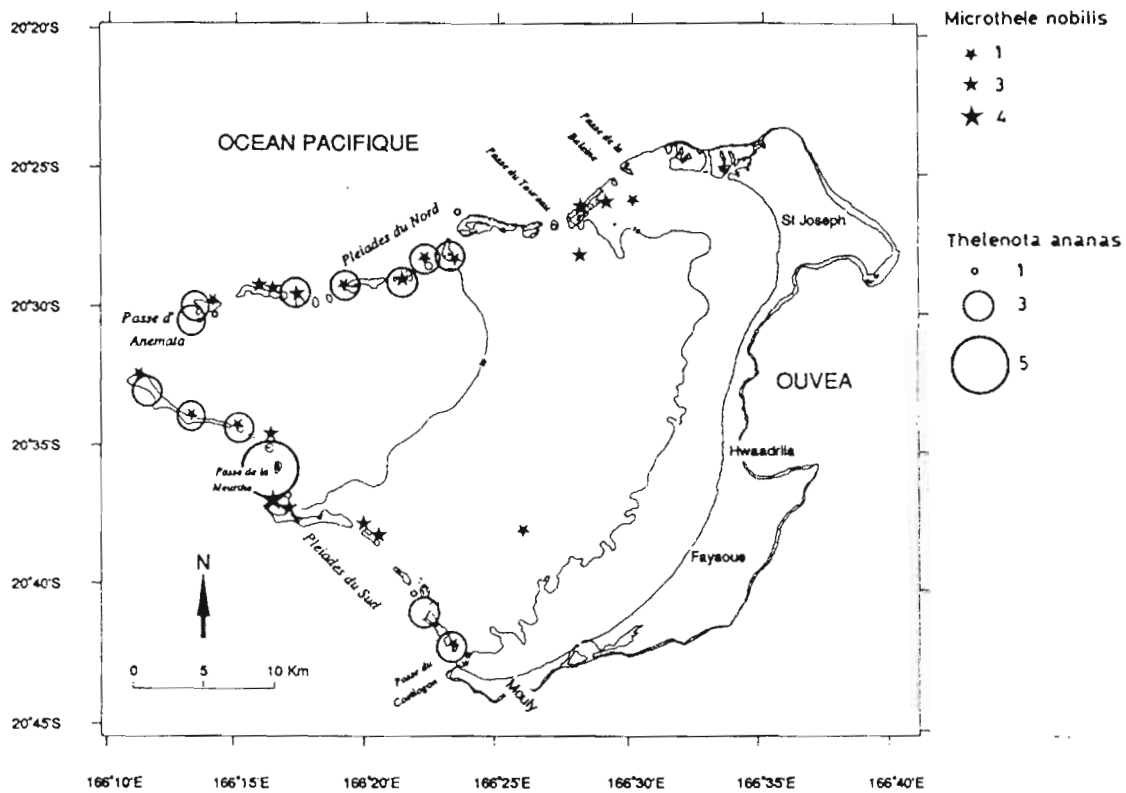 20°20'S
20°25'S
20°30'S
20°35'S
20°40'S
20°45'S
166°10'E
166°15'E
166°20'E
166°25'E
166°30'E
166°35'E
166°40'E
OCEAN PACIFIQUE
Passe de la
Baleine
Passe du Taureau
Pleiades du Nord
St Joseph
Passe d'
Anemata
OUVEA
Hwaadrila
Passe de la
Meurthe
Pleiades du Sud
Fayaoue
N
0 5 10 Km
Passe du
Coetlogon
Mouly
Microthele nobilis
1
3
4
Thelenota ananas
1
3
5